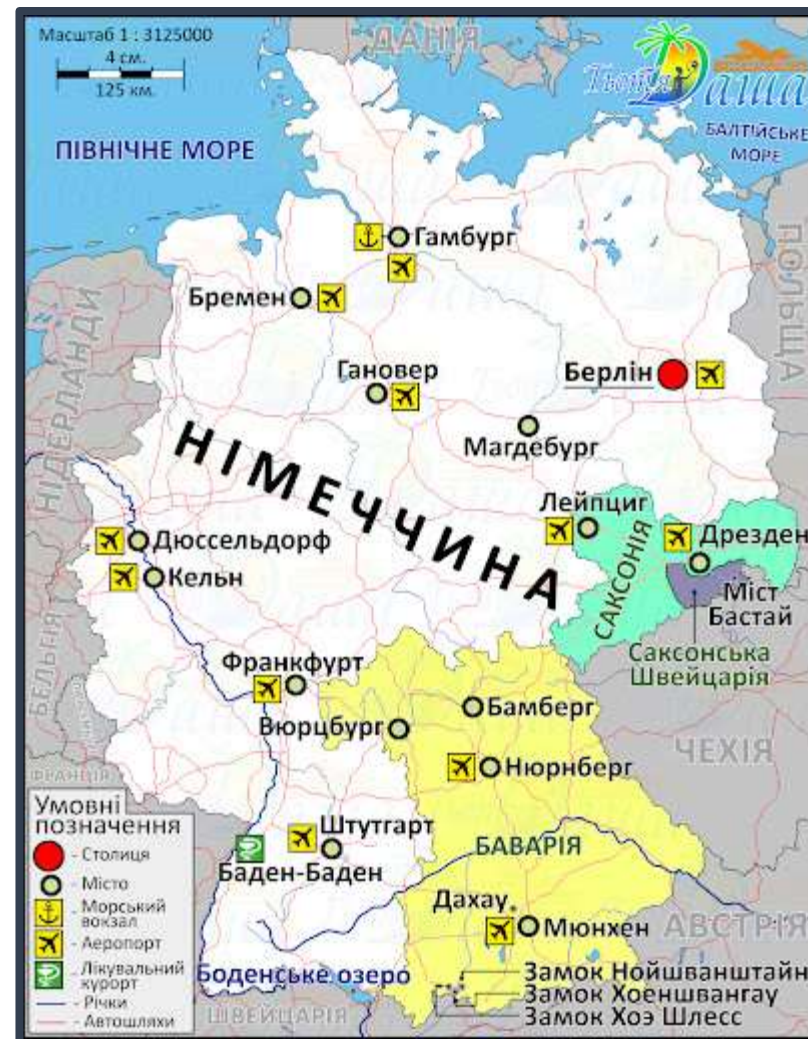 Масштаб 1 : 3125000
4 см.
125 км.
ДАНІЯ
Твоття
Даша
ПІВНІЧНЕ МОРЕ
БАЛТІЙСЬКЕ
МОРЕ
ПОЛЬЩА
НІДЕРЛАНДИ
Гамбург
Бремен
Гановер
Берлін
Магдебург
НІМЕЧЧИНА
Лейпциг
САКСОНІЯ
Дрезден
Дюссельдорф
Кельн
Міст
Бастай
Саксонська
Швейцарія
БЕЛЬГІЯ
Франкфурт
Бамберг
Вюрцбург
ЧЕХІЯ
Нюрнберг
ФРАНЦІЯ
Умовні
позначення
- Столиця
- Місто
- Морський
вокзал
- Аеропорт
- Лікувальний
курорт
- Річки
- Автошляхи
Штутгарт
Баден-Баден
БАВАРІЯ
Дахау
Мюнхен
АВСТРІЯ
Боденське озеро
Замок Нойшванштайн
Замок Хоеншвангау
Замок Хоэ Шлесс
ШВЕЙЦАРІЯ